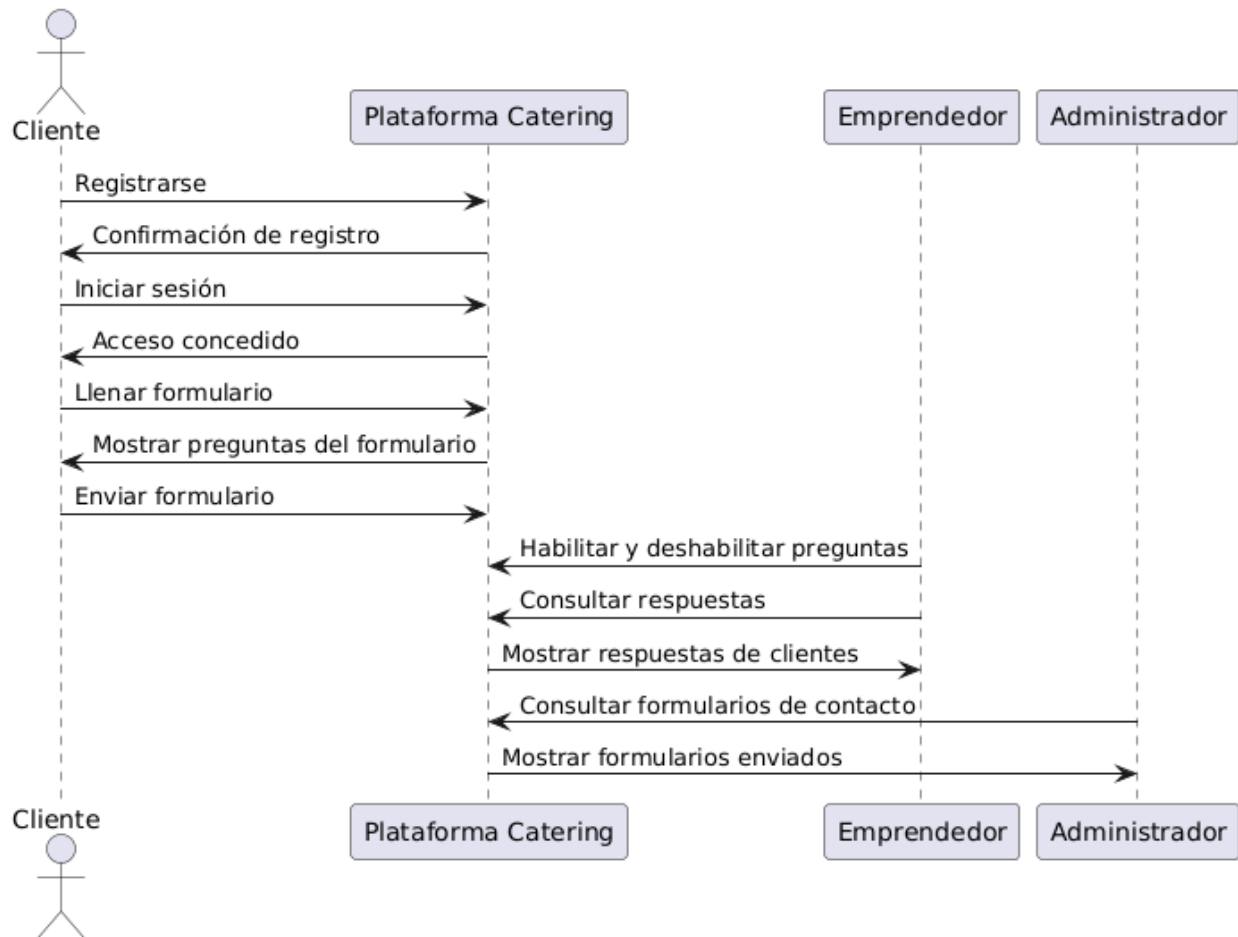 Cliente
Plataforma Catering
Emprendedor
Administrador
Registrarse
Confirmación de registro
Iniciar sesión
Acceso concedido
Llenar formulario
Mostrar preguntas del formulario
Enviar formulario
Habilitar y deshabilitar preguntas
Consultar respuestas
Mostrar respuestas de clientes
Consultar formularios de contacto
Mostrar formularios enviados
Cliente
Plataforma Catering
Emprendedor
Administrador